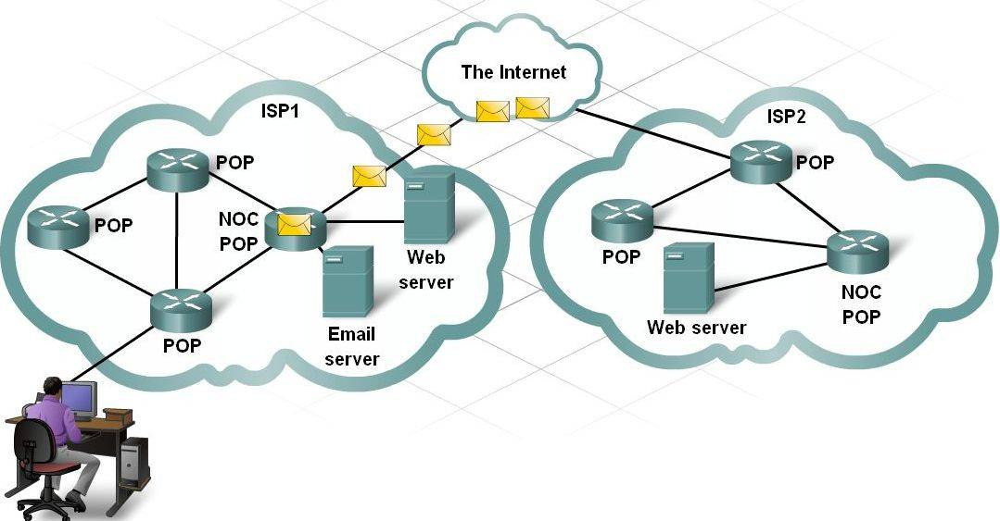 The Internet
ISP1
ISP2
POP
POP
NOC
POP
Web
server
Email
server
POP
POP
POP
Web server
NOC
POP